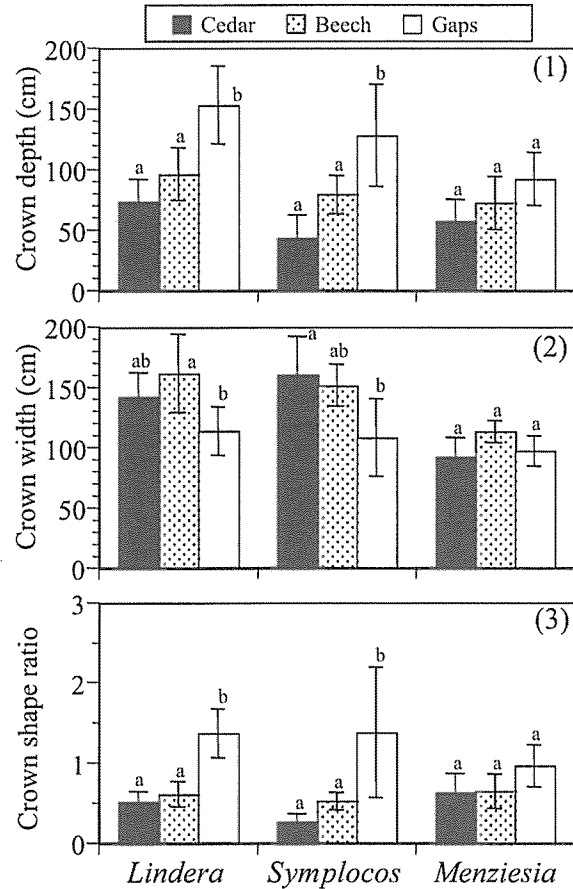 Cedar Beech Gaps
(1)
Crown depth (cm)
200
150
100
50
0
a a b
a a b
a a a
(2)
Crown width (cm)
200
150
100
50
0
ab a b
a ab b
a a a
(3)
Crown shape ratio
3
2
1
0
a a b
a a b
a a a
Lindera Symplocos Menziesia